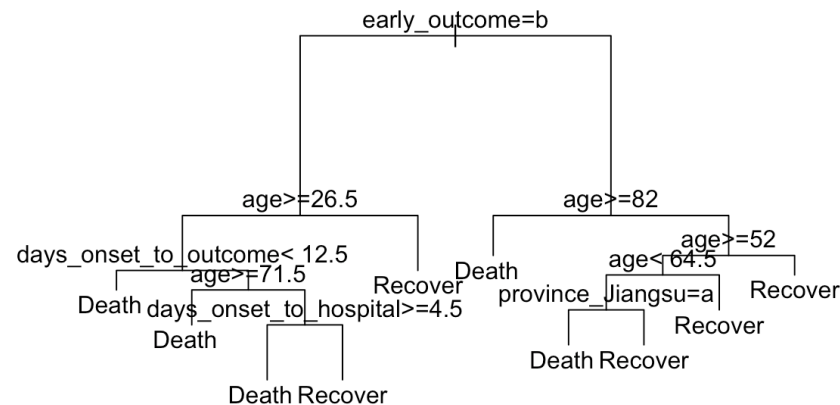 early_outcome=b
age>=26.5
age>=82
days_onset_to_outcome< 12.5
age>=52
age>=71.5
age< 64.5
Death
Recover
Death
days_onset_to_hospital>=4.5
province_Jiangsu=a
Recover
Death
Recover
Death Recover
Death Recover